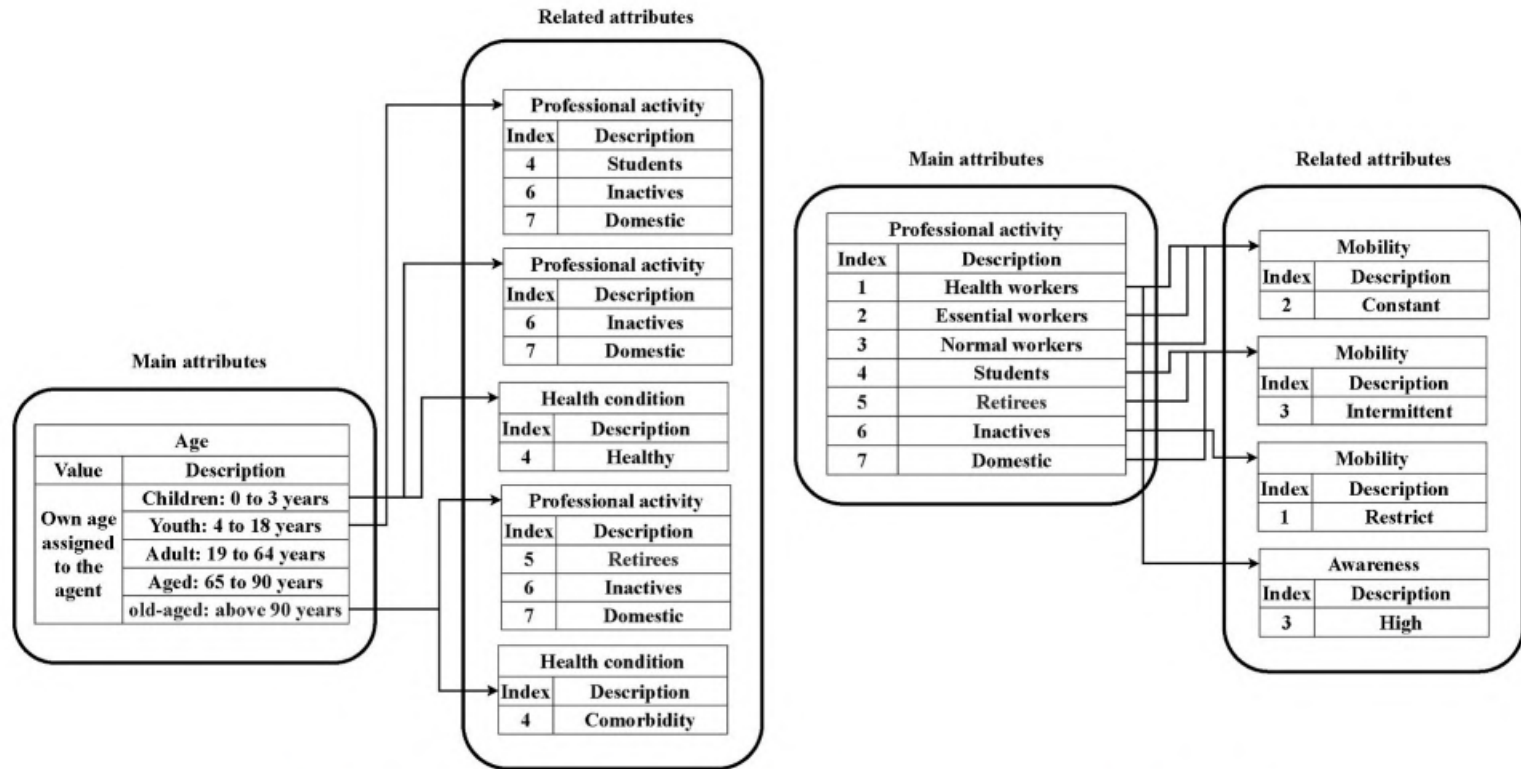 Related attributes
Professional activity
Index Description
4 Students
6 Inactives
7 Domestic
Professional activity
Index Description
6 Inactives
7 Domestic
Health condition
Index Description
4 Healthy
Professional activity
Index Description
5 Retirees
6 Inactives
7 Domestic
Health condition
Index Description
4 Comorbidity
Main attributes
Age
Value Description
Own age
assigned
to the
agent
Children: 0 to 3 years
Youth: 4 to 18 years
Adult: 19 to 64 years
Aged: 65 to 90 years
old-aged: above 90 years
Main attributes
Professional activity
Index Description
1 Health workers
2 Essential workers
3 Normal workers
4 Students
5 Retirees
6 Inactives
7 Domestic
Related attributes
Mobility
Index Description
2 Constant
Mobility
Index Description
3 Intermittent
Mobility
Index Description
1 Restrict
Awareness
Index Description
3 High